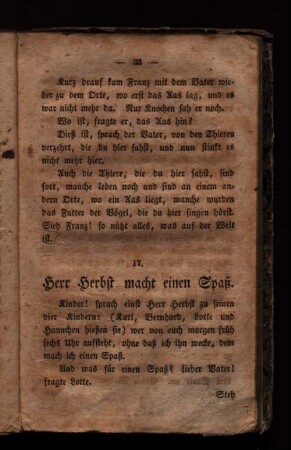 — 23 —
Kurz drauf kam Franz mit dem Vater wie-
der zu dem Orte, wo erst das Aas lag, und es
war nicht mehr da. Nur Knochen sah er noch.
Wo ist, fragte er, das Aas hin?
Dieß ist, sprach der Vater, von den Thieren
verzehrt, die du hier sahst, und nun stinkt es
nicht mehr hier.
Auch die Thiere, die du hier sahst, sind
fort, manche leben noch und sind an einem an-
dern Orte, wo ein Aas liegt, manche wurden
das Futter der Vögel, die du hier singen hörst.
Sieh Franz! so nützt alles, was auf der Welt
ist.
17.
Herr Herbst macht einen Spaß.
Kinder! sprach einst Herr Herbst zu seinen
vier Kindern: (Karl, Bernhard, Lotte und
Hannchen hießen sie) wer von euch morgen früh
sechs Uhr aufsteht, ohne daß ich ihn wecke, dem
mach ich einen Spaß.
Und was für einen Spaß? lieber Vater!
fragte Lotte.
Steh